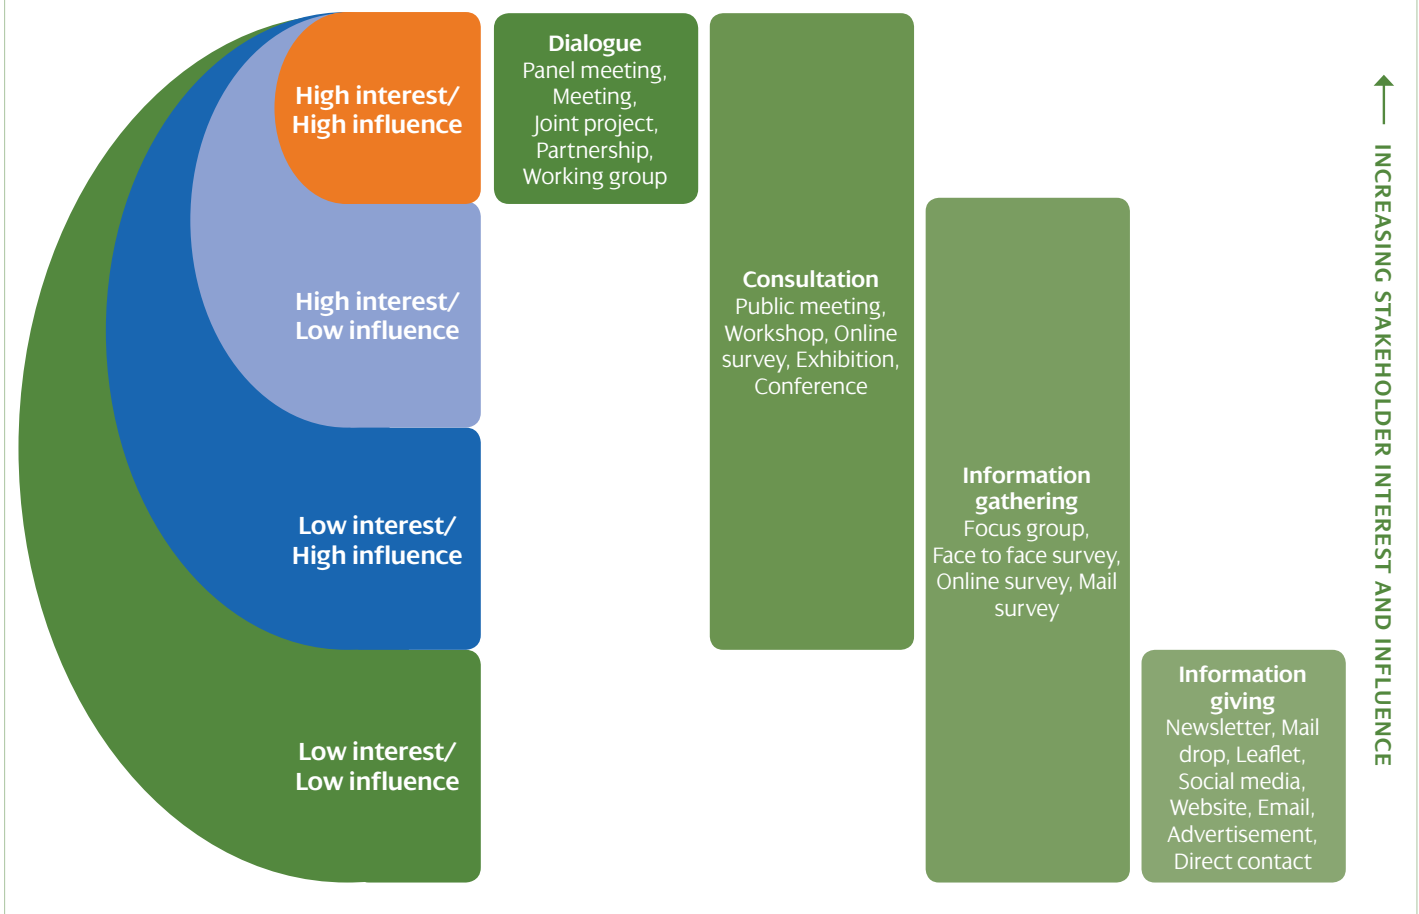 High interest/
High influence
High interest/
Low influence
Low interest/
High influence
Low interest/
Low influence
Dialogue
Panel meeting,
Meeting,
Joint project,
Partnership,
Working group
Consultation
Public meeting,
Workshop, Online
survey, Exhibition,
Conference
Information
gathering
Focus group,
Face to face survey,
Online survey, Mail
survey
Information
giving
Newsletter, Mail
drop, Leaflet,
Social media,
Website, Email,
Advertisement,
Direct contact
INCREASING STAKEHOLDER INTEREST AND INFLUENCE